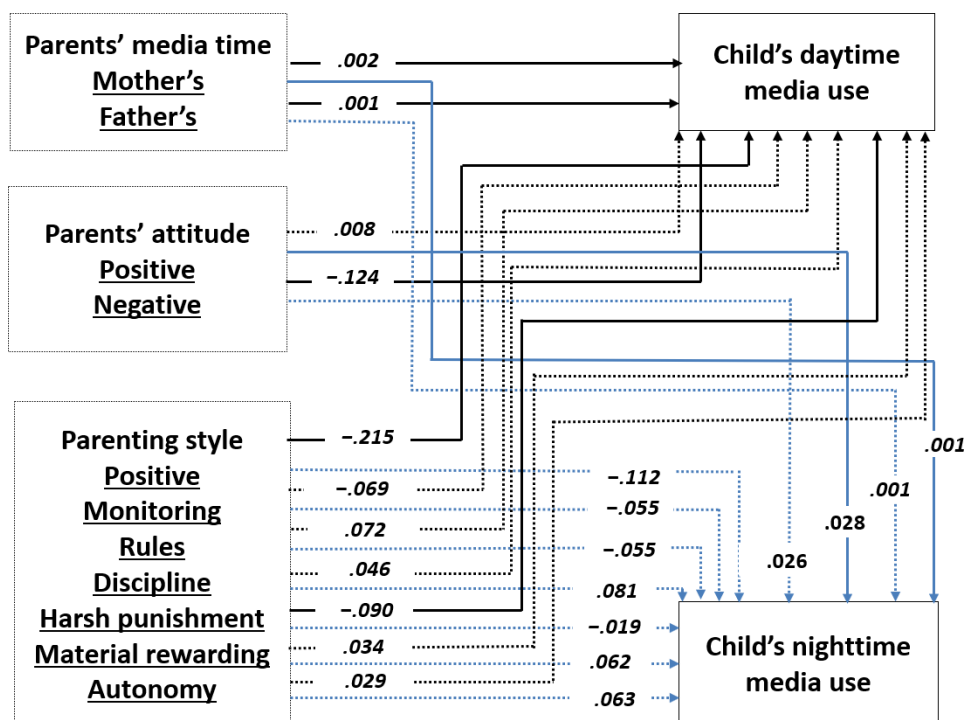 Parents’ media time
Mother’s
Father’s
.002
.001
Child’s daytime
media use
Parents’ attitude
Positive
Negative
.008
−.124
Parenting style
Positive
Monitoring
Rules
Discipline
Harsh punishment
Material rewarding
Autonomy
−.215
−.069
.072
.046
−.090
.034
.029
−.112
−.055
−.055
.081
−.019
.062
.063
.026
.028
.001
.001
Child’s nighttime
media use